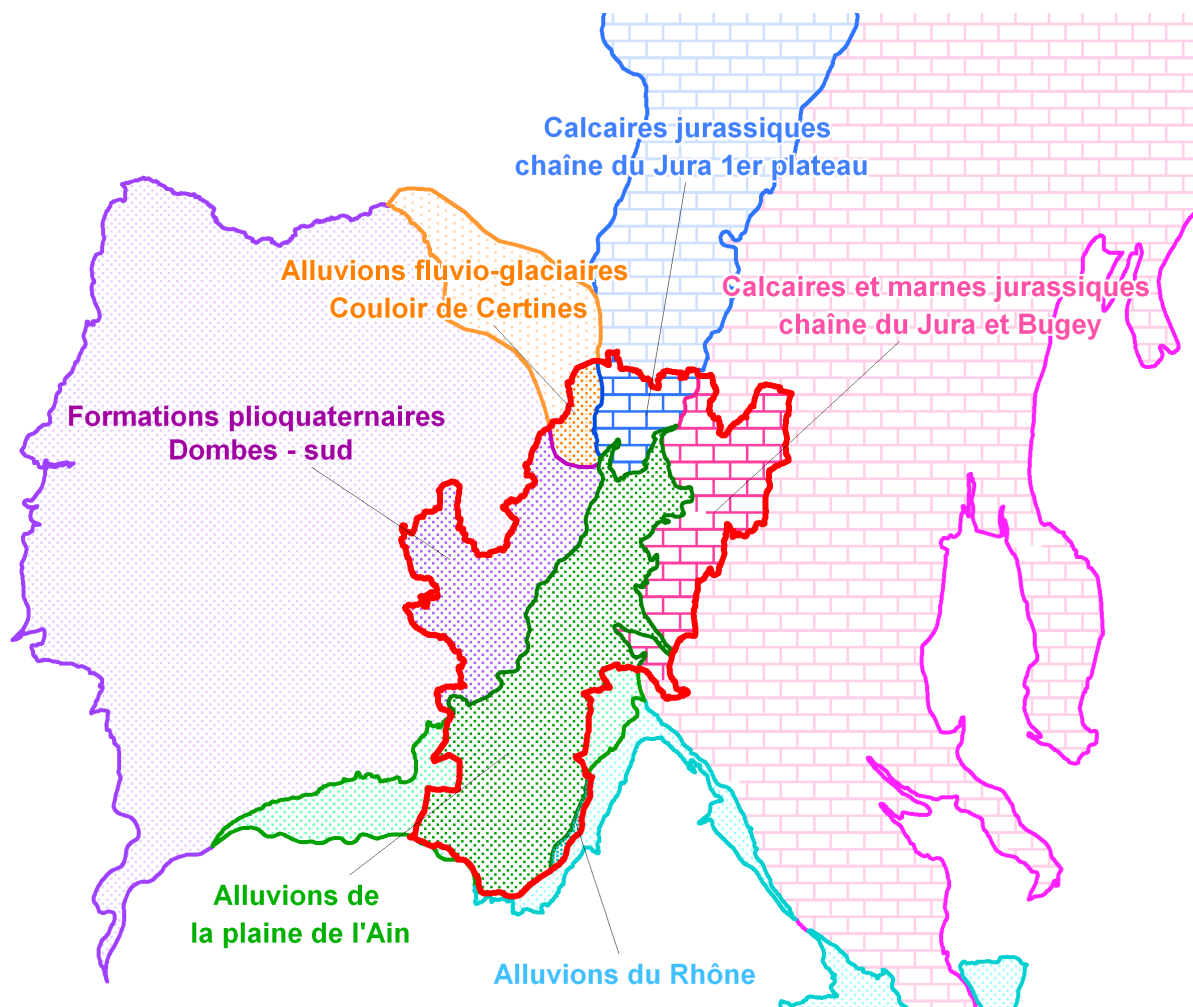 Calcaires jurassiques
chaîne du Jura 1er plateau
Alluvions fluvio-glaciaires
Couloir de Certines
Calcaires et marnes jurassiques
chaîne du Jura et Bugey
Formations plioquaternaires
Dombes - sud
Alluvions de
la plaine de l'Ain
Alluvions du Rhône